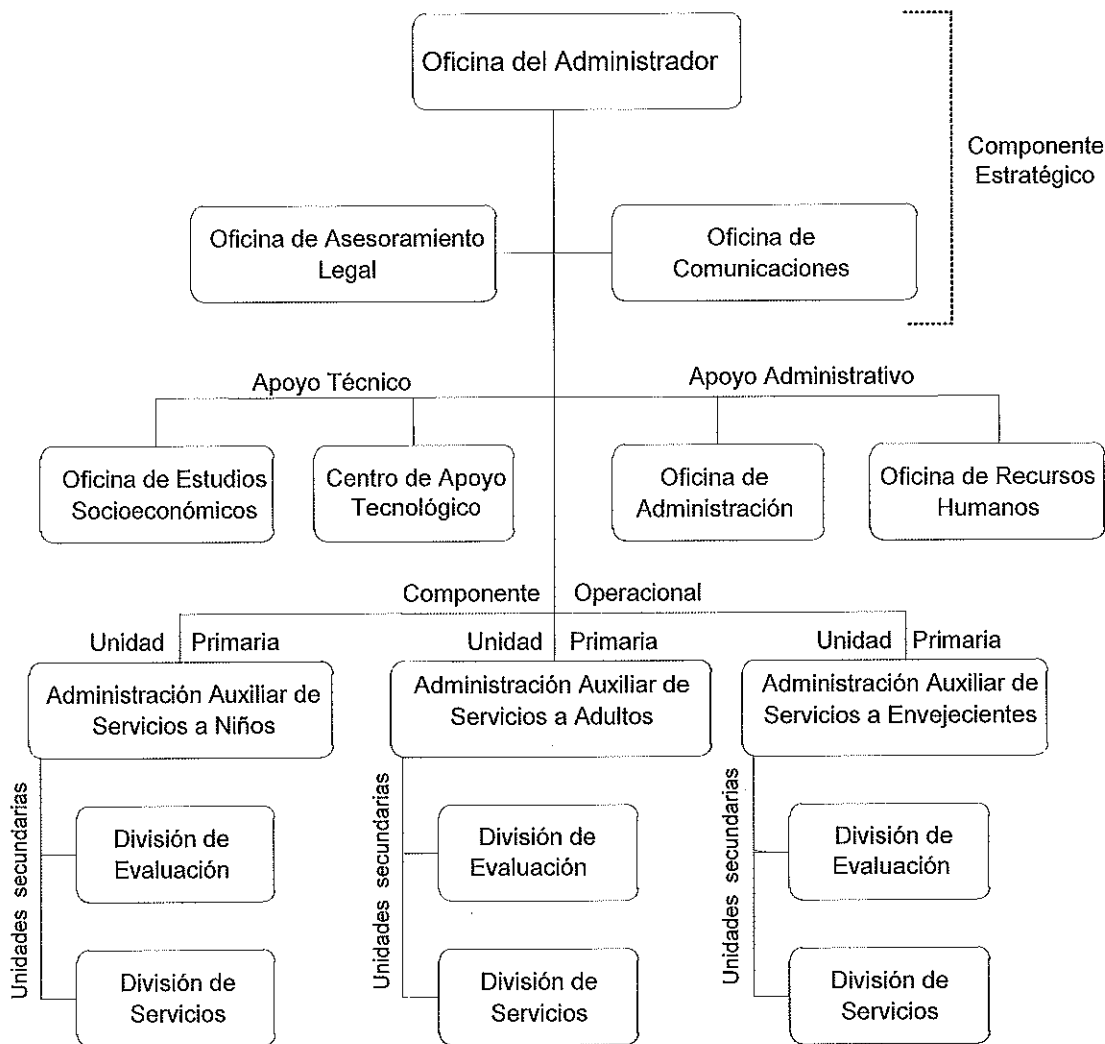 Oficina del Administrador
Componente
Estratégico
Oficina de Asesoramiento
Legal
Oficina de
Comunicaciones
Apoyo Técnico
Apoyo Administrativo
Oficina de Estudios
Socioeconómicos
Centro de Apoyo
Tecnológico
Oficina de
Administración
Oficina de Recursos
Humanos
Componente Operacional
Unidad Primaria
Administración Auxiliar de
Servicios a Niños
Unidades secundarias
División de
Evaluación
División de
Servicios
Unidad Primaria
Administración Auxiliar de
Servicios a Adultos
Unidades secundarias
División de
Evaluación
División de
Servicios
Unidad Primaria
Administración Auxiliar de
Servicios a Envejecientes
Unidades secundarias
División de
Evaluación
División de
Servicios